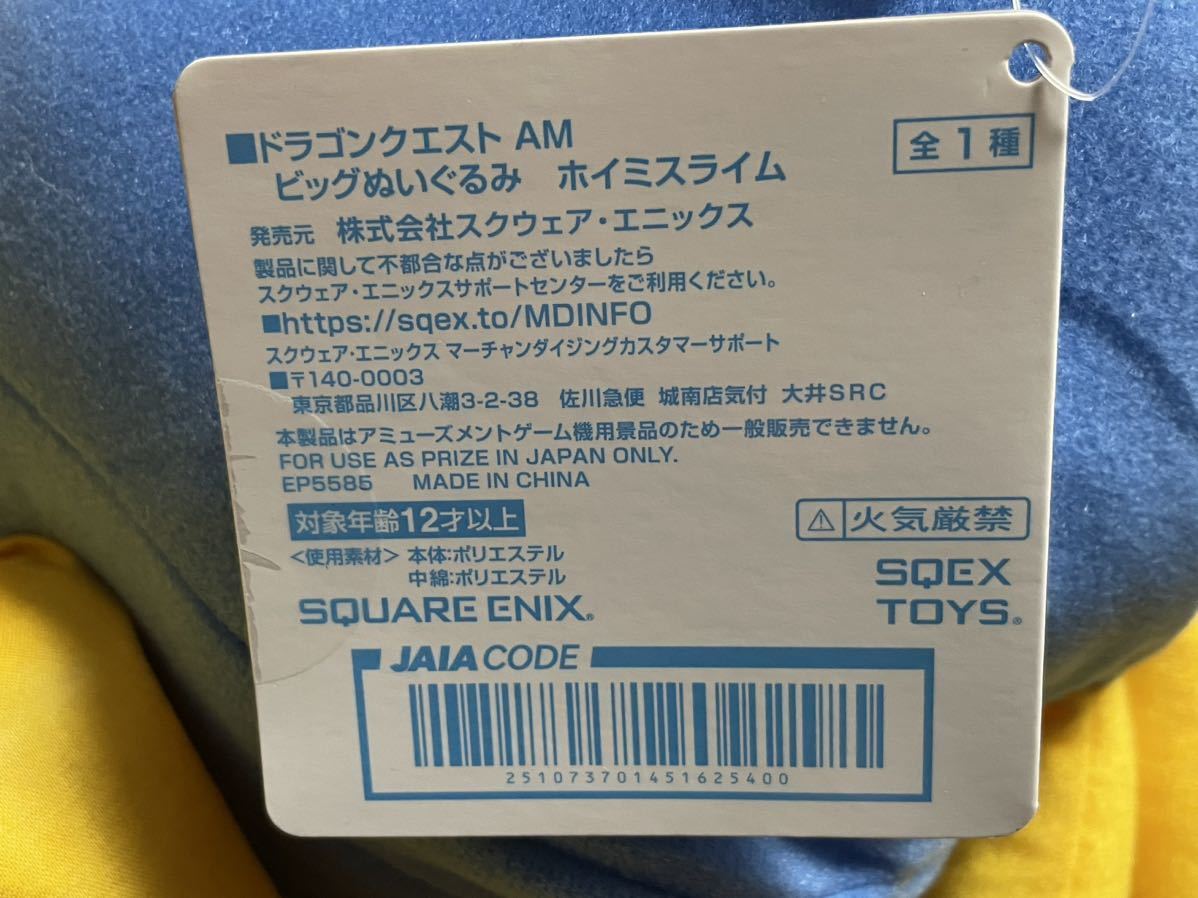 ■ドラゴンクエスト AM
ビッグぬいぐるみ ホイミスライム
全1種
発売元 株式会社スクウェア・エニックス
製品に関して不都合な点がございましたら
スクウェア・エニックスサポートセンターをご利用ください。
■https://sqex.to/MDINFO
スクウェア・エニックス マーチャンダイジングカスタマーサポート
■〒140-0003
東京都品川区八潮3-2-38 佐川急便 城南店気付 大井SRC
本製品はアミューズメントゲーム機用景品のため一般販売できません。
FOR USE AS PRIZE IN JAPAN ONLY.
EP5585 MADE IN CHINA
対象年齢12才以上
⚠火気厳禁
<使用素材> 本体:ポリエステル
中綿:ポリエステル
SQUARE ENIX®
SQEX
TOYS®
JAIA CODE
2510737014516254​00